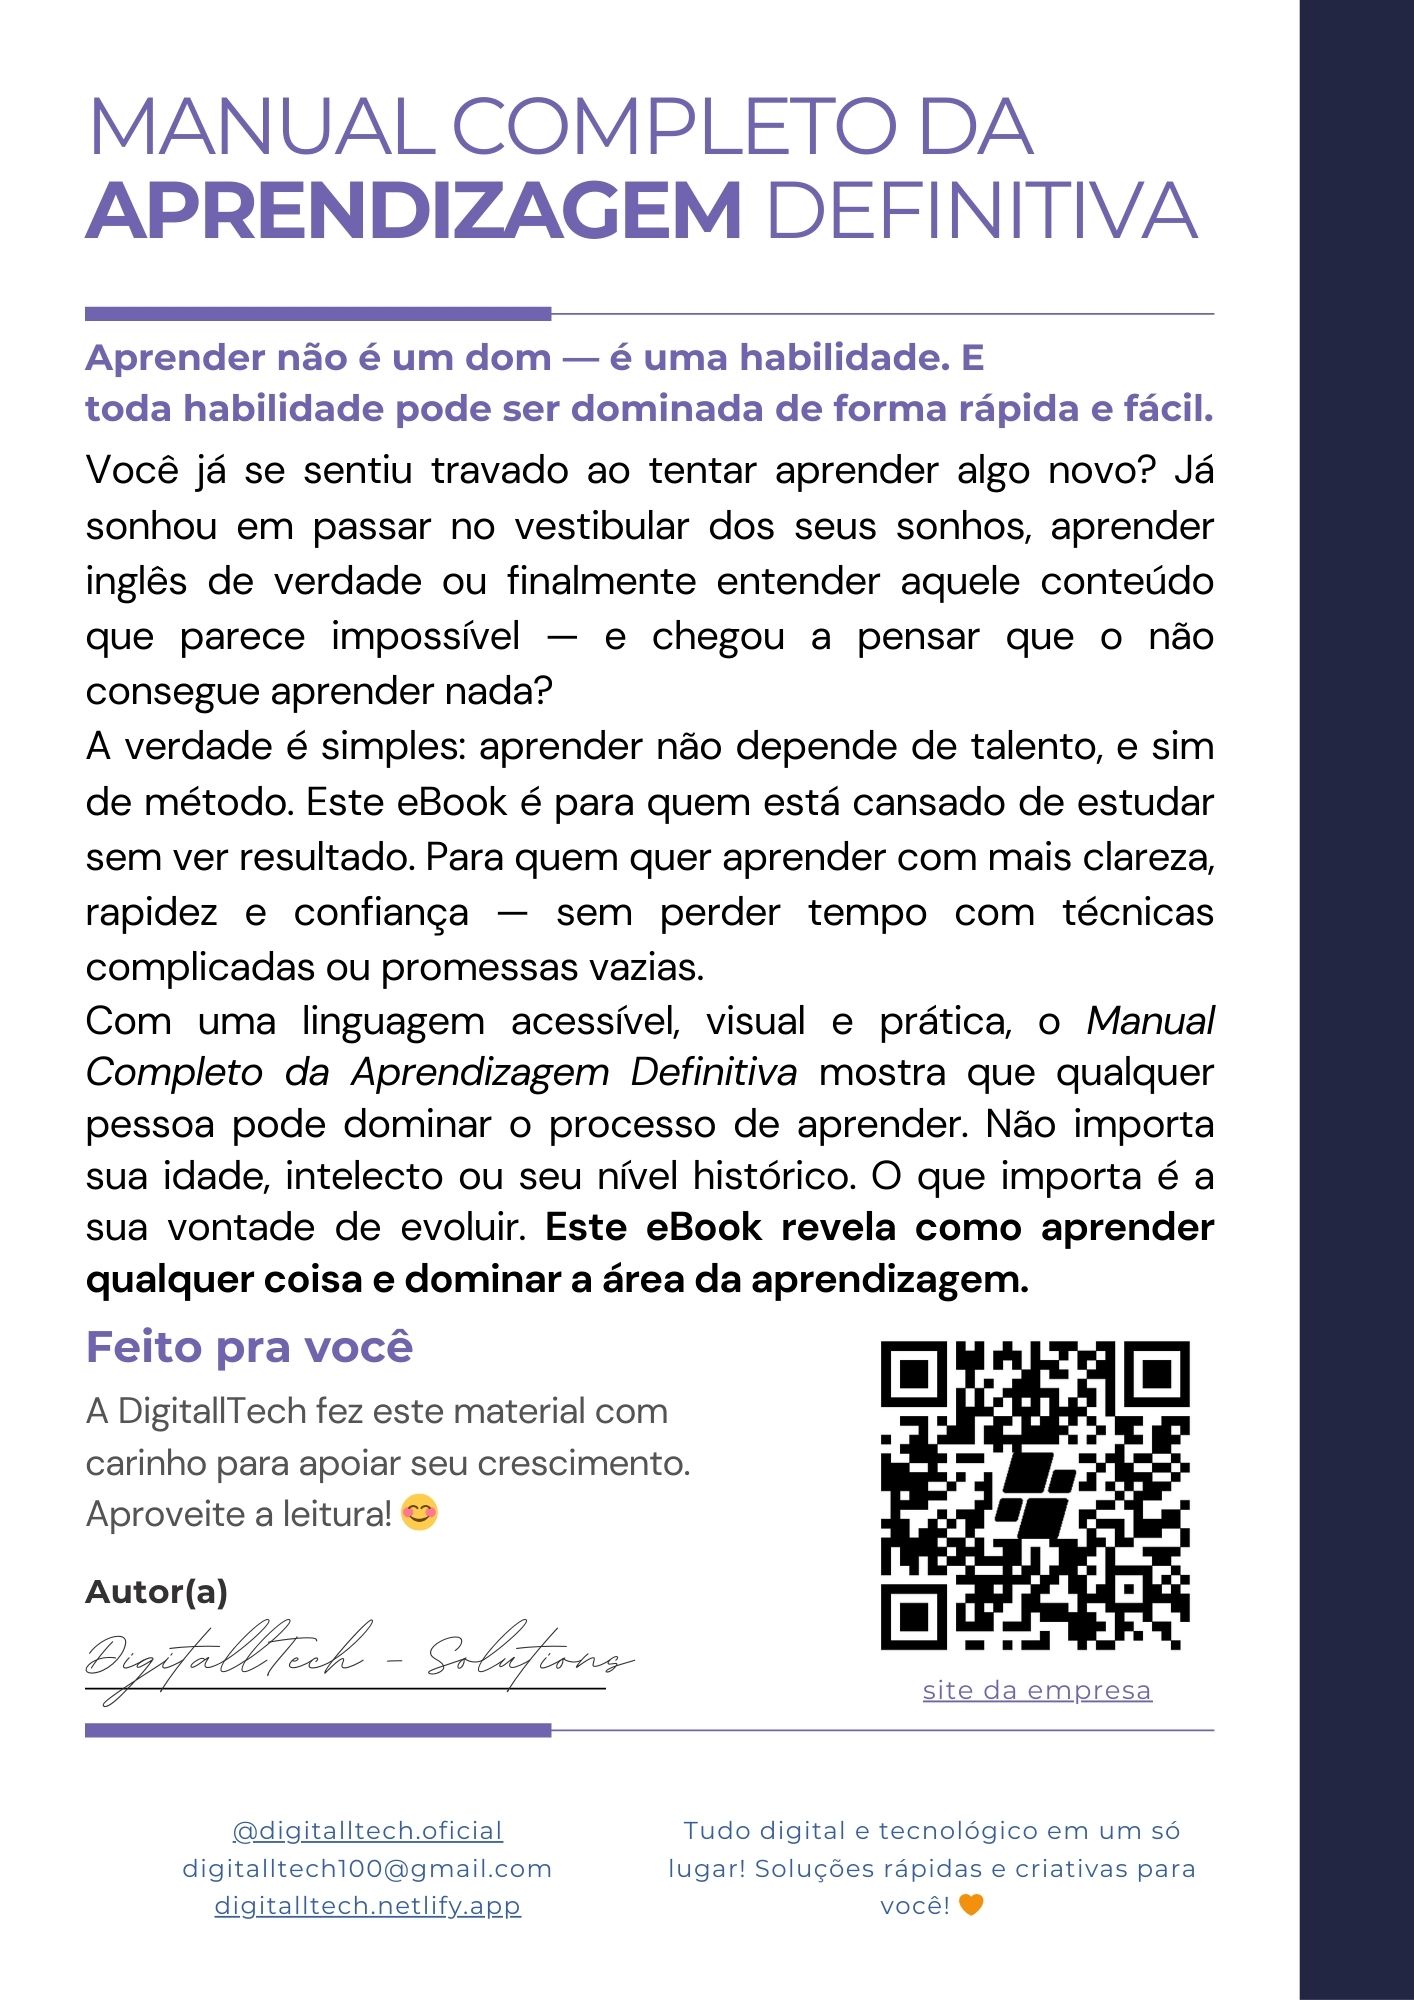 MANUAL COMPLETO DA
APRENDIZAGEM DEFINITIVA
Aprender não é um dom — é uma habilidade. E
toda habilidade pode ser dominada de forma rápida e fácil.
Você já se sentiu travado ao tentar aprender algo novo? Já
sonhou em passar no vestibular dos seus sonhos, aprender
inglês de verdade ou finalmente entender aquele conteúdo
que parece impossível — e chegou a pensar que o não
consegue aprender nada?
A verdade é simples: aprender não depende de talento, e sim
de método. Este eBook é para quem está cansado de estudar
sem ver resultado. Para quem quer aprender com mais clareza,
rapidez e confiança — sem perder tempo com técnicas
complicadas ou promessas vazias.
Com uma linguagem acessível, visual e prática, o Manual
Completo da Aprendizagem Definitiva mostra que qualquer
pessoa pode dominar o processo de aprender. Não importa
sua idade, intelecto ou seu nível histórico. O que importa é a
sua vontade de evoluir. Este eBook revela como aprender
qualquer coisa e dominar a área da aprendizagem.
Feito pra você
A DigitallTech fez este material com
carinho para apoiar seu crescimento.
Aproveite a leitura! 😊
Autor(a)
DigitallTech - Solutions
site da empresa
@digitalltech.oficial
digitalltech100@gmail.com
digitalltech.netlify.app
Tudo digital e tecnológico em um só
lugar! Soluções rápidas e criativas para
você! 🧡